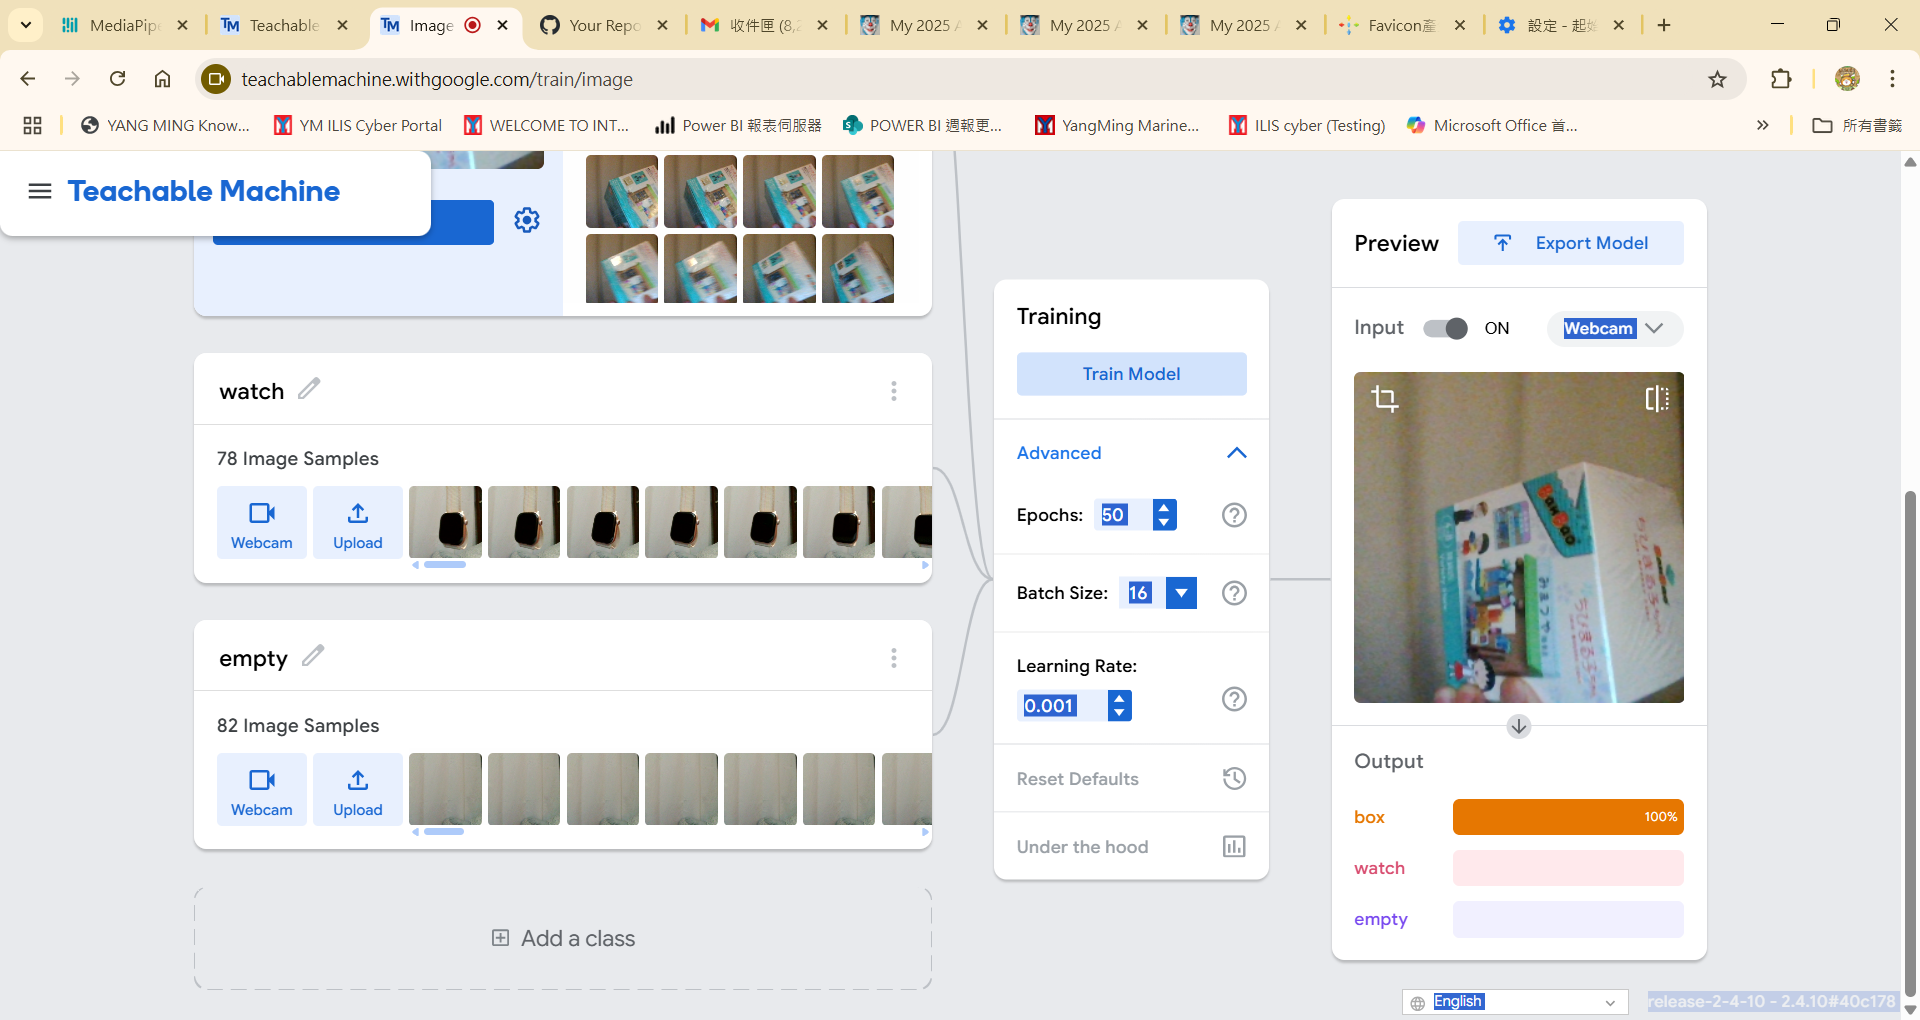 MediaPipe
Teachable
Image
Your Repo
收件匣 (8,2
My 2025 A
My 2025 A
My 2025 A
Favicon產
設定 - 起始
teachablemachine.withgoogle.com/train/image
YANG MING Know...
YM ILIS Cyber Portal
WELCOME TO INT...
Power BI 報表伺服器
POWER BI 週報更...
YangMing Marine...
ILIS cyber (Testing)
Microsoft Office 首...
所有書籤
Teachable Machine
watch
78 Image Samples
Webcam
Upload
empty
82 Image Samples
Webcam
Upload
Add a class
Training
Train Model
Advanced
Epochs: 50
Batch Size: 16
Learning Rate:
0.001
Reset Defaults
Under the hood
Preview
Export Model
Input ON Webcam
BanBao
おまつりや
Output
box 100%
watch
empty
English
release-2-4-10 - 2.4.10#40c178